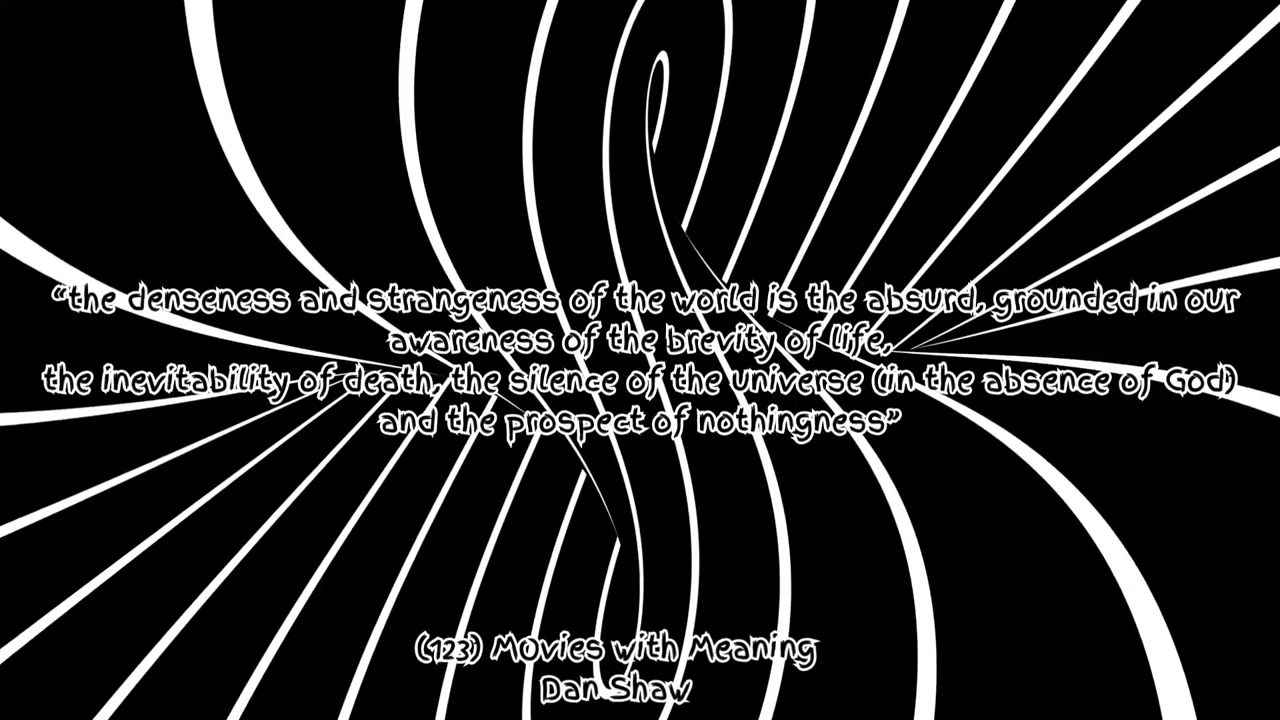 “the denseness and strangeness of the world is the absurd, grounded in our
awareness of the brevity of life,
the inevitability of death, the silence of the universe (in the absence of God)
and the prospect of nothingness”
(123) Movies with Meaning
Dan Shaw